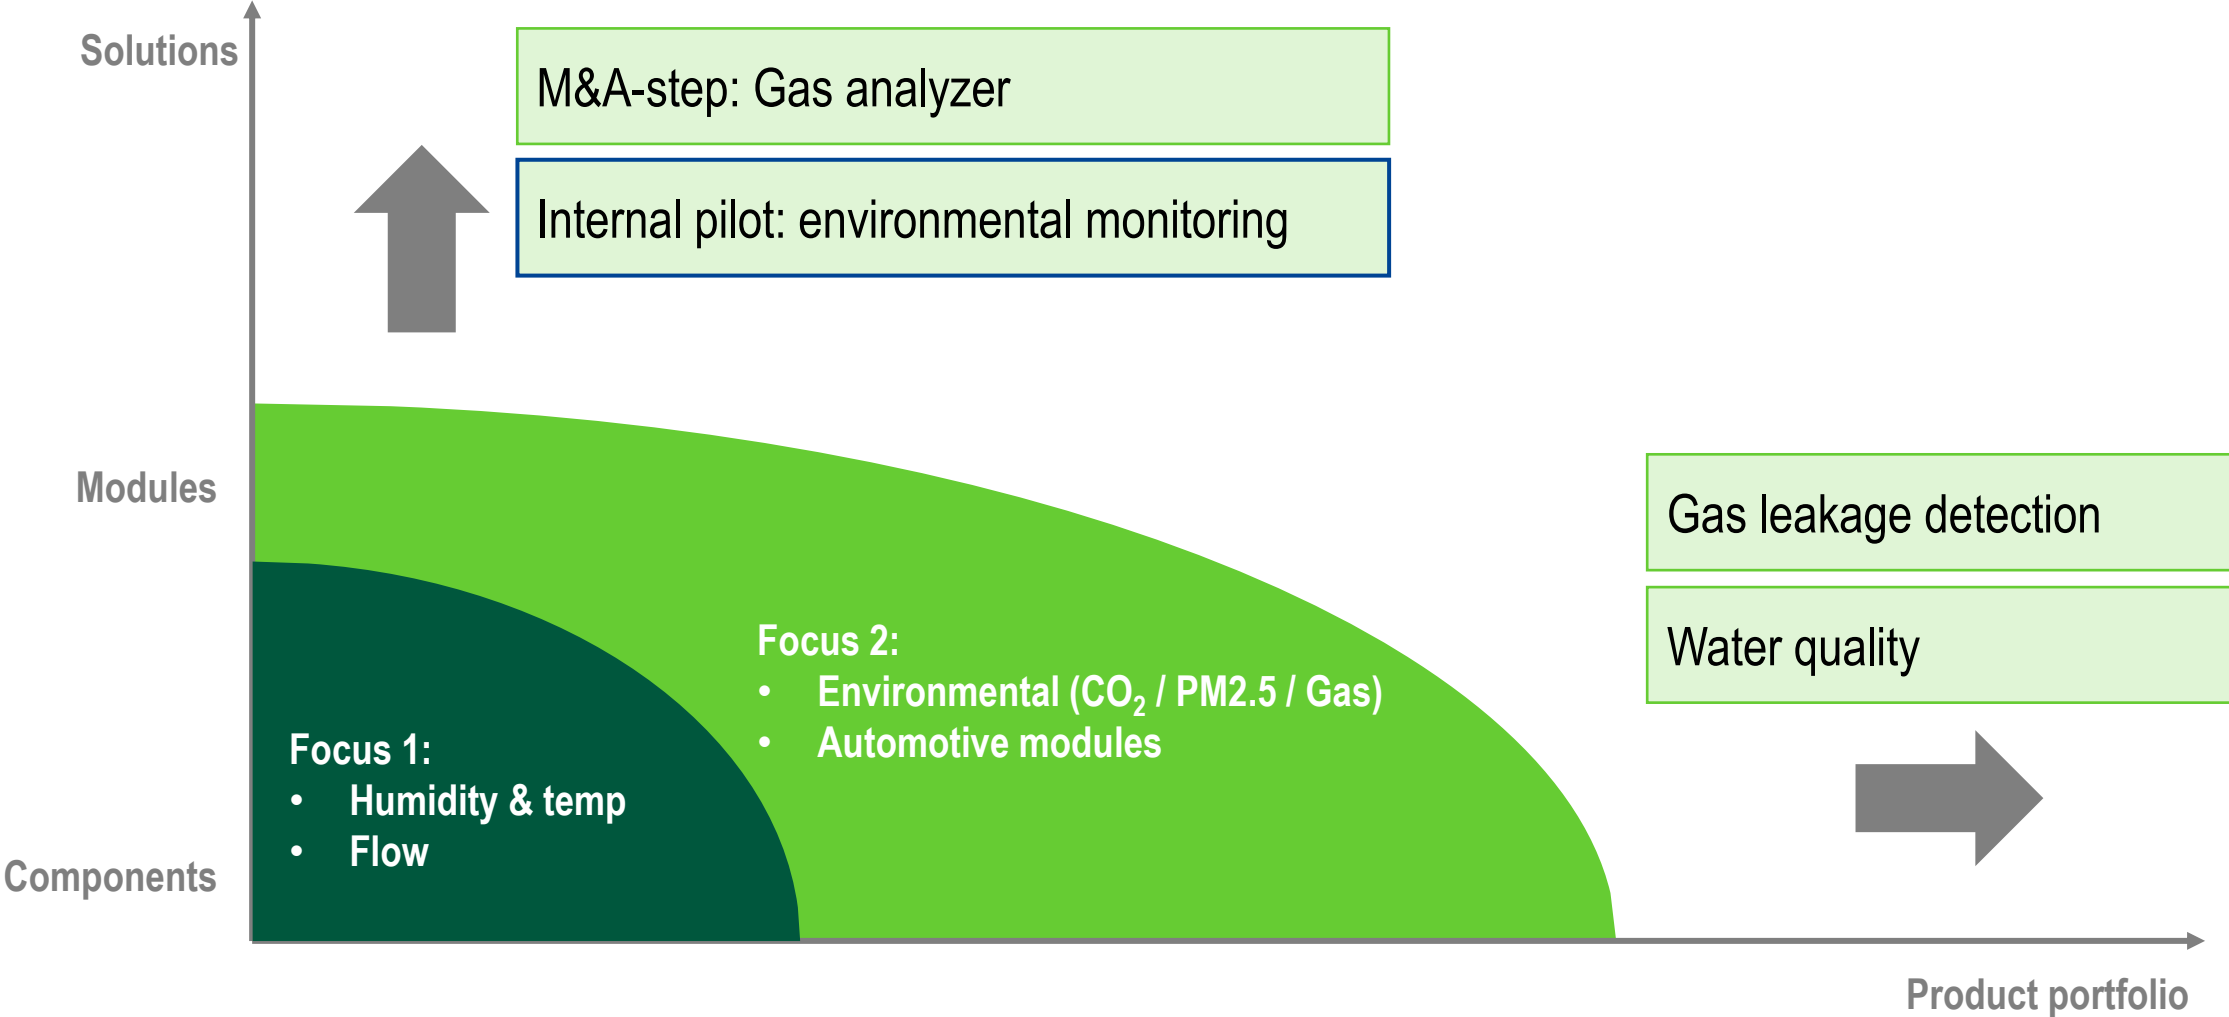 Solutions
M&A-step: Gas analyzer
Internal pilot: environmental monitoring
Modules
Gas leakage detection
Water quality
Focus 2:
• Environmental (CO₂ / PM2.5 / Gas)
• Automotive modules
Focus 1:
• Humidity & temp
• Flow
Components
Product portfolio